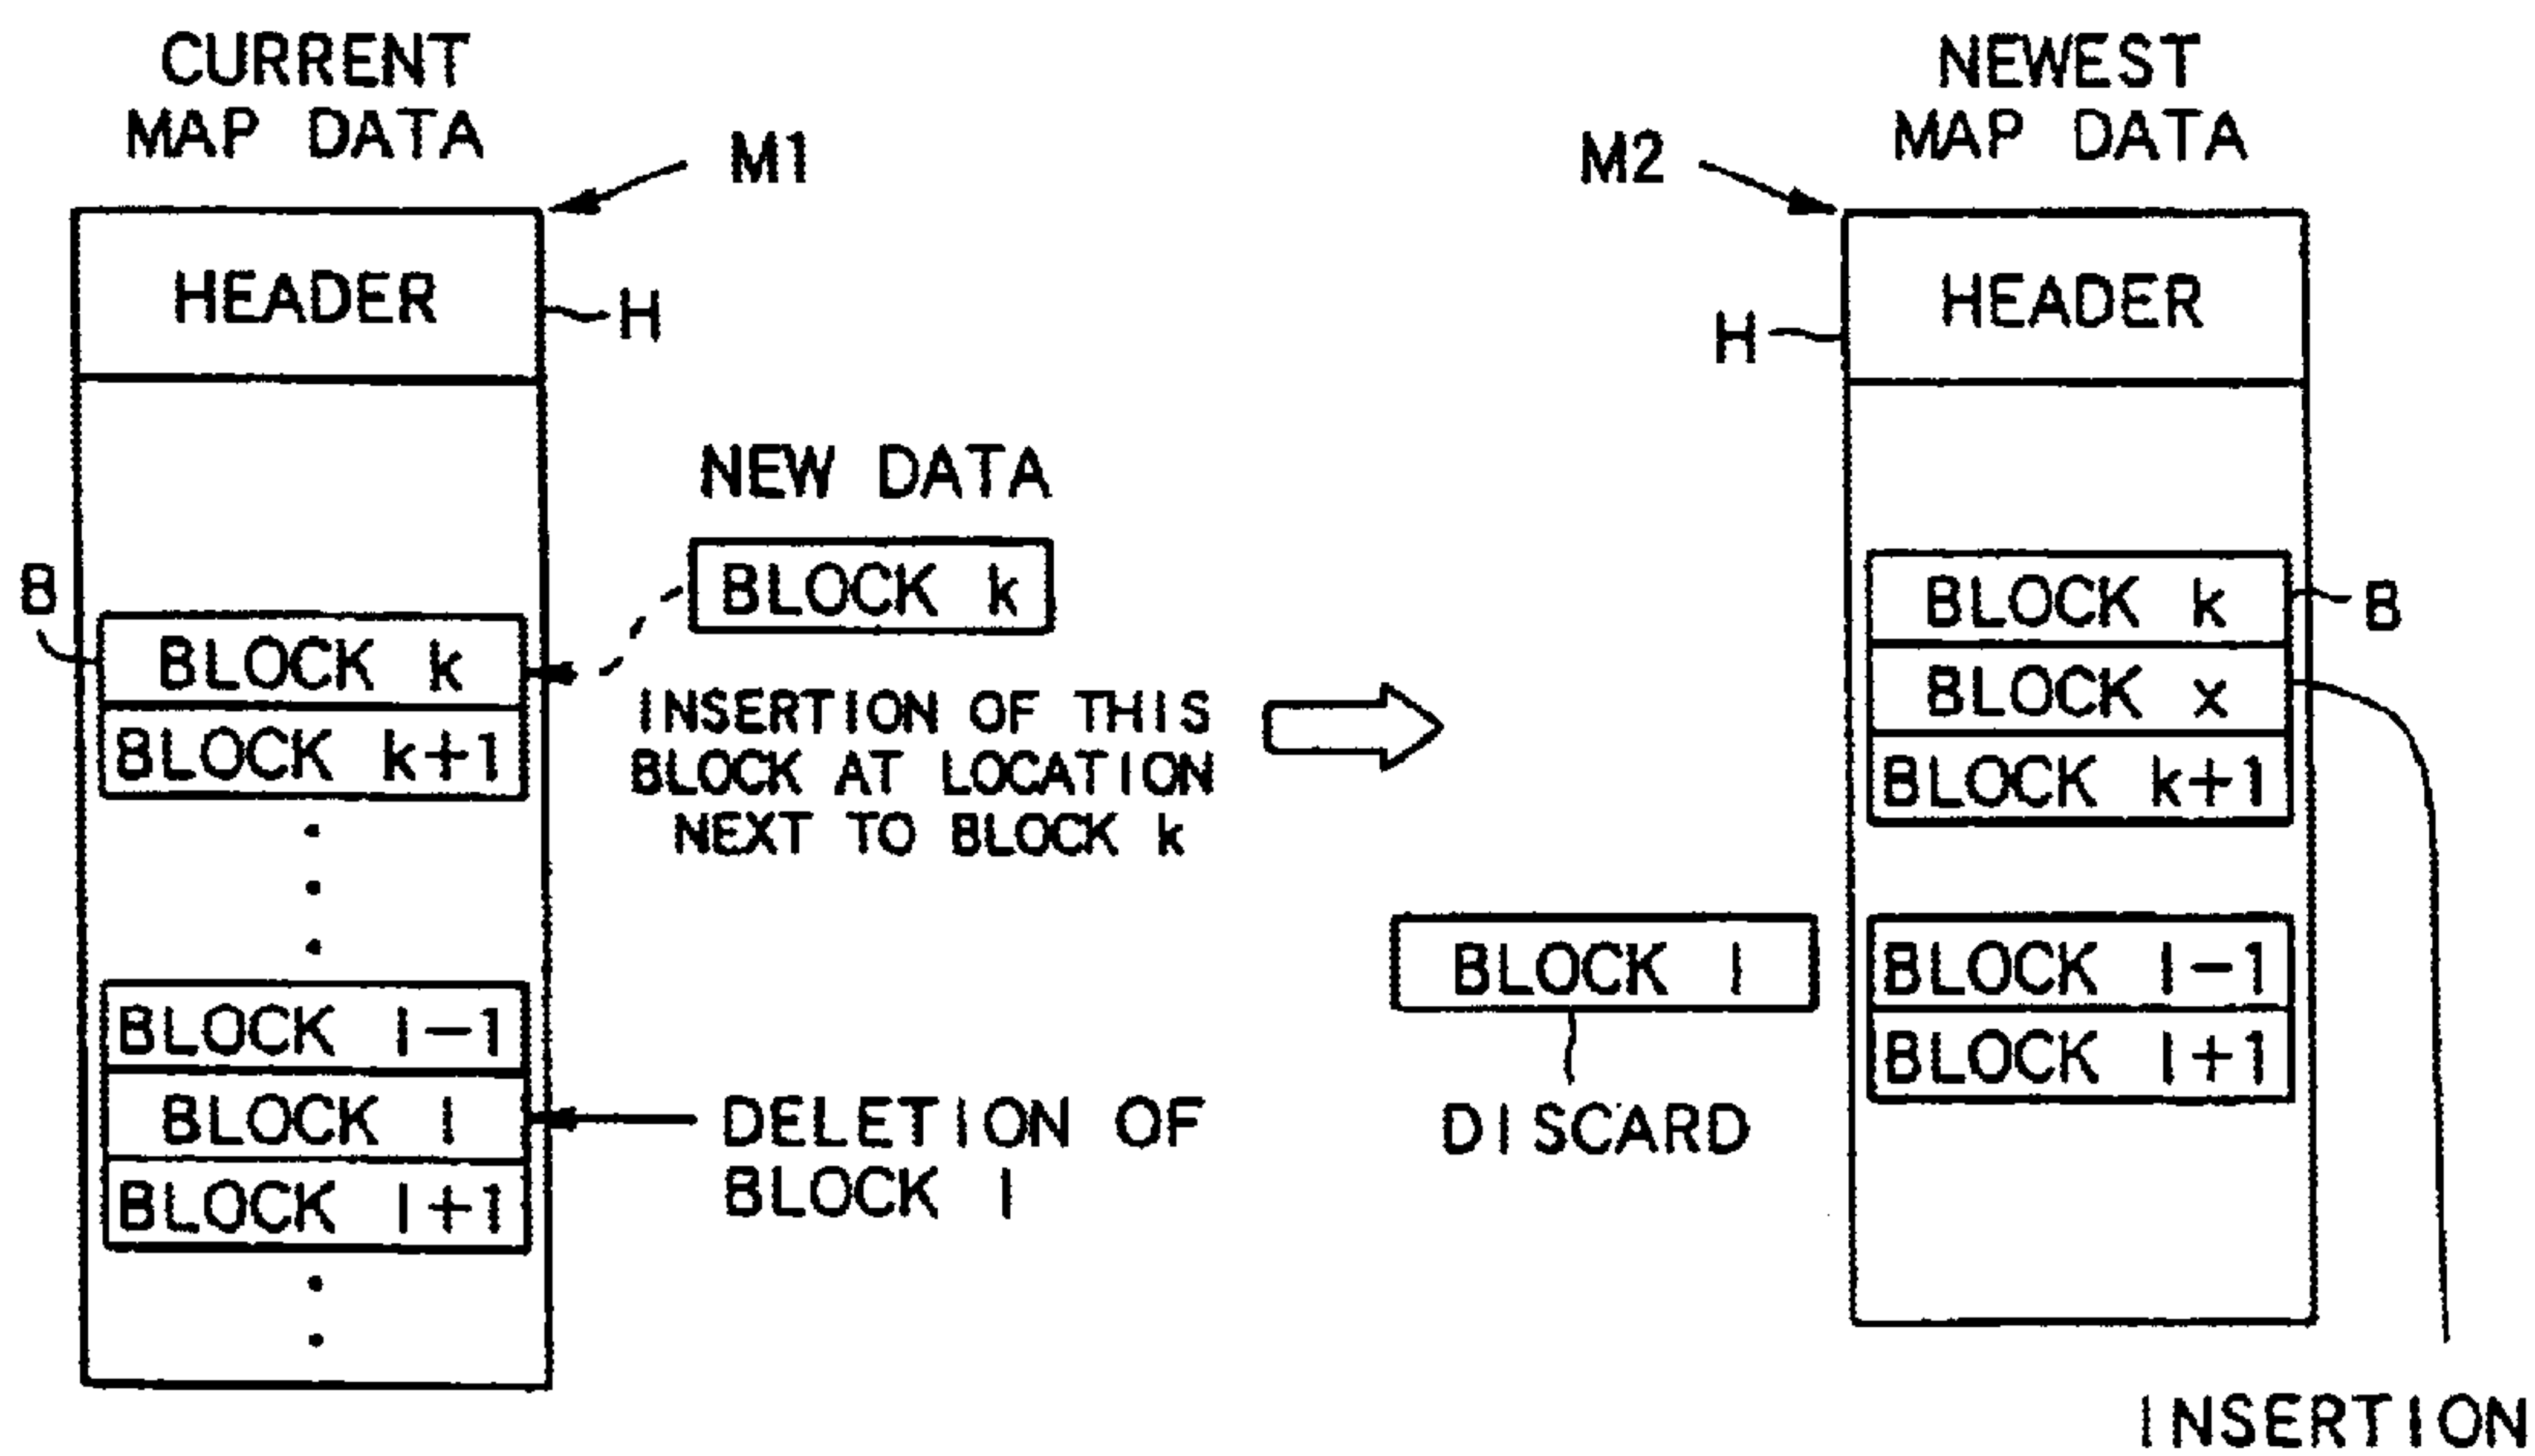 CURRENT
MAP DATA
M1
HEADER
H
NEW DATA
BLOCK k
B
BLOCK k
BLOCK k+1
INSERTION OF THIS
BLOCK AT LOCATION
NEXT TO BLOCK k
BLOCK l-1
BLOCK l
BLOCK l+1
DELETION OF
BLOCK l
NEWEST
MAP DATA
M2
HEADER
H
BLOCK k
B
BLOCK x
BLOCK k+1
BLOCK l
DISCARD
BLOCK l-1
BLOCK l+1
INSERTION